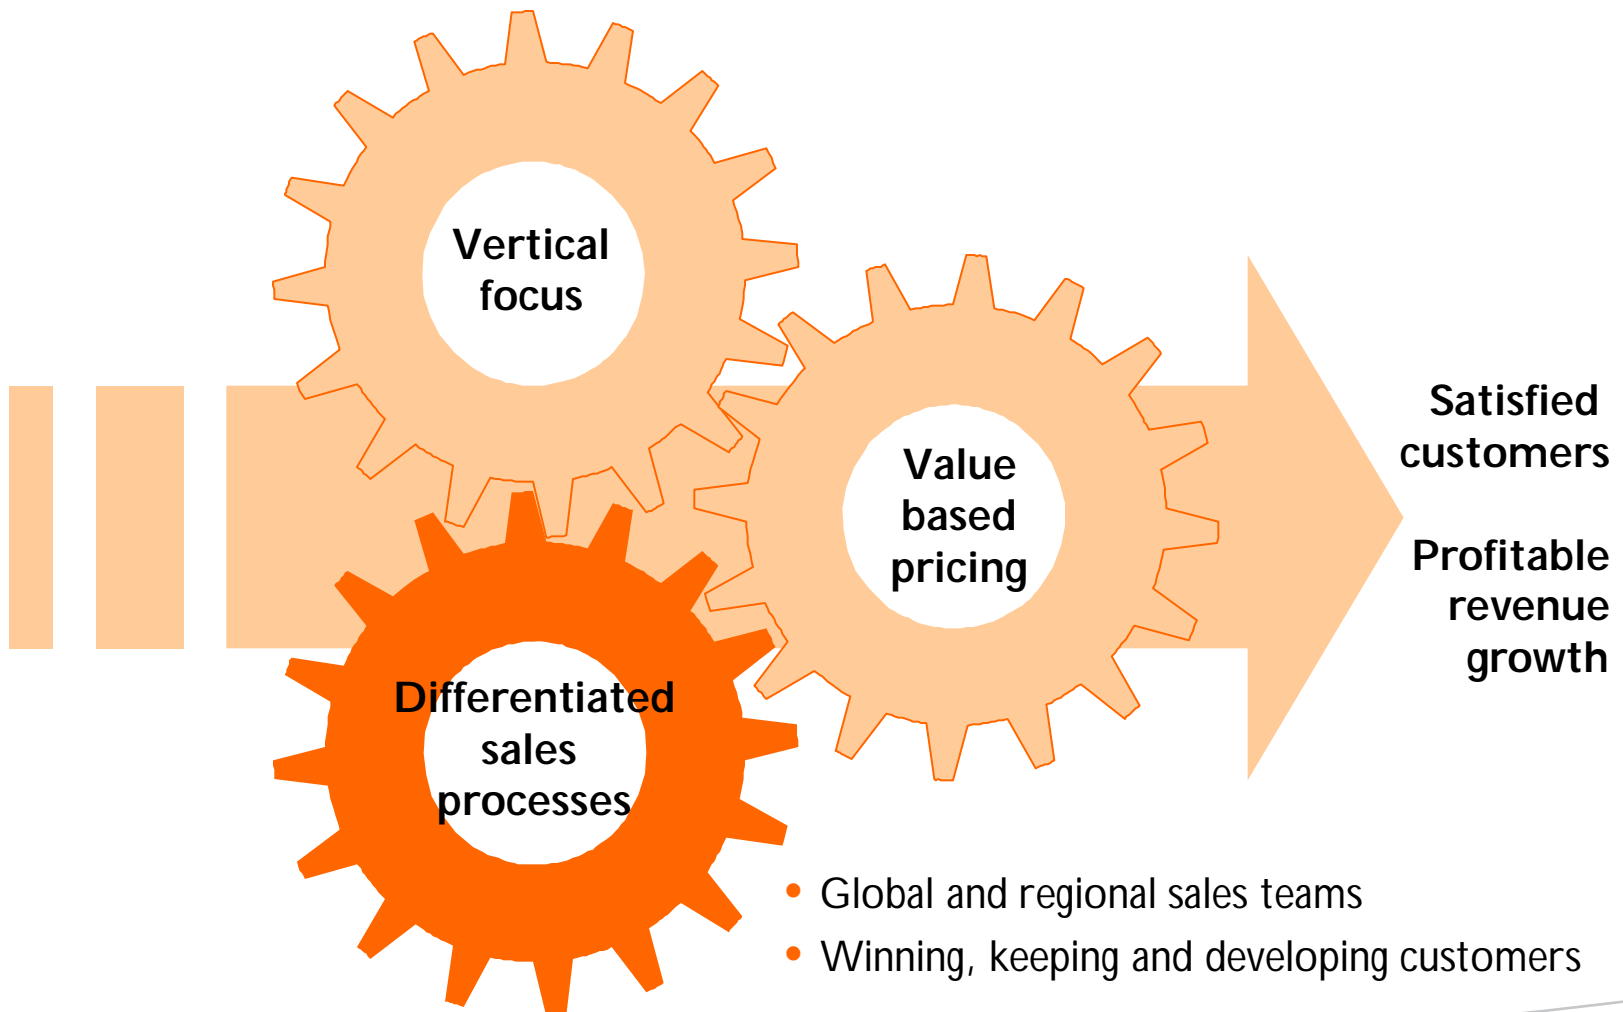 Vertical
focus
Value
based
pricing
Satisfied
customers
Profitable
revenue
growth
Differentiated
sales
processes
• Global and regional sales teams
• Winning, keeping and developing customers